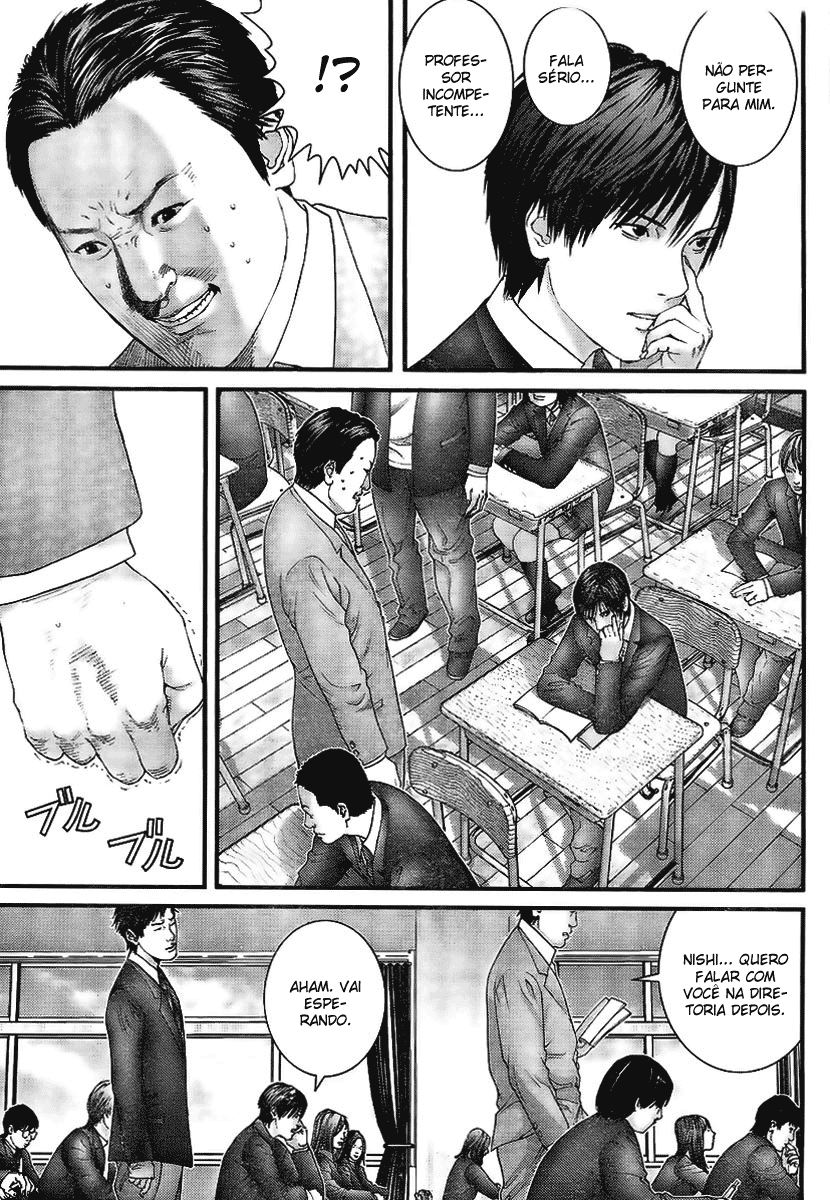 NÃO PER-
GUNTE
PARA MIM.
FALA
SÉRIO...
PROFES-
SOR
INCOMPE-
TENTE...
!?
ブル
ブル
NISHI... QUERO
FALAR COM
VOCÊ NA DIRE-
TORIA DEPOIS.
AHAM. VAI
ESPE-
RANDO.